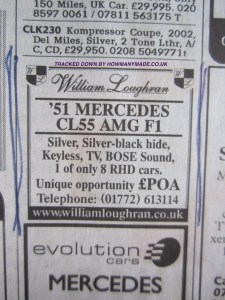 150 Miles, UK Car. £29,995, 020
8597 0061 / 07811 563175 T
CLK230 Kompressor Coupe, 2002,
Del Miles, Silver, 2 Tone Lthr, A/
C, CD, £29,950 0208 5049771t
TRACKED DOWN BY HOWMANYMADE.CO.UK
William Loughran
'51 MERCEDES
CL55 AMG F1
Silver, Silver-black hide,
Keyless, TV, BOSE Sound,
1 of only 8 RHD cars.
Unique opportunity £POA
Telephone: (01772) 613114
www.williamloughran.co.uk
evolution
cars
MERCEDES